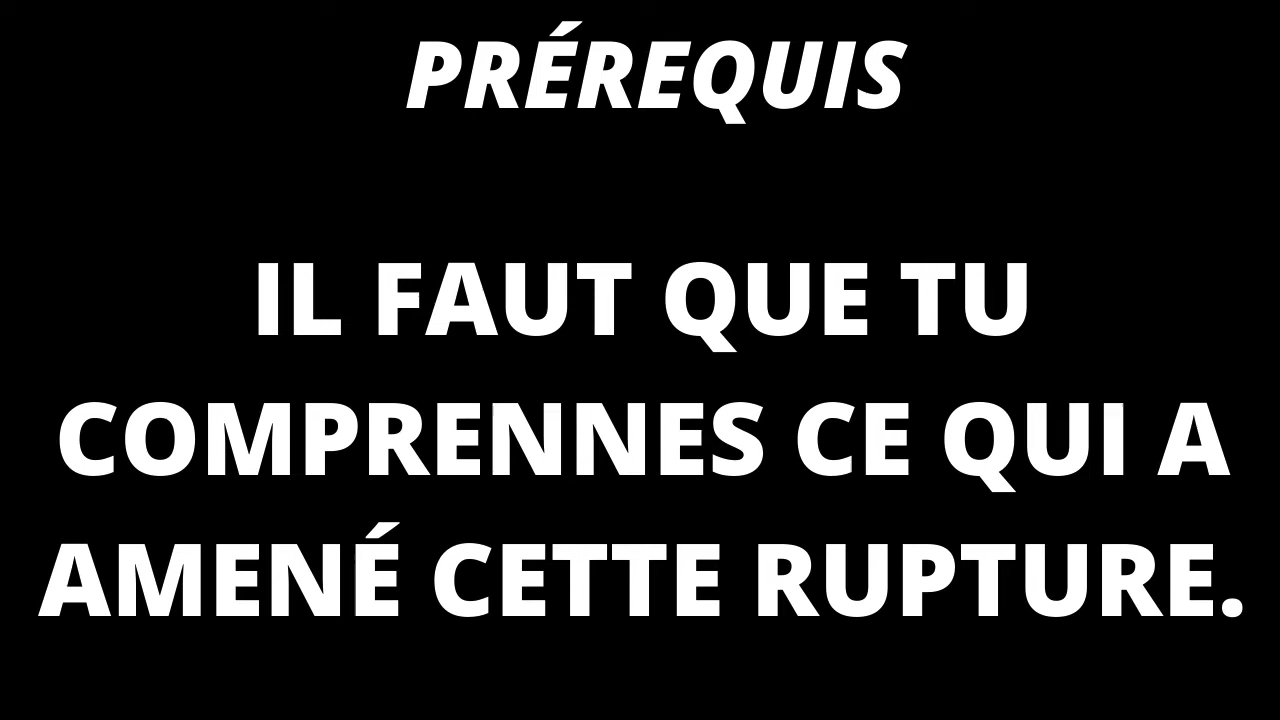 PRÉREQUIS
IL FAUT QUE TU
COMPRENNES CE QUI A
AMENÉ CETTE RUPTURE.